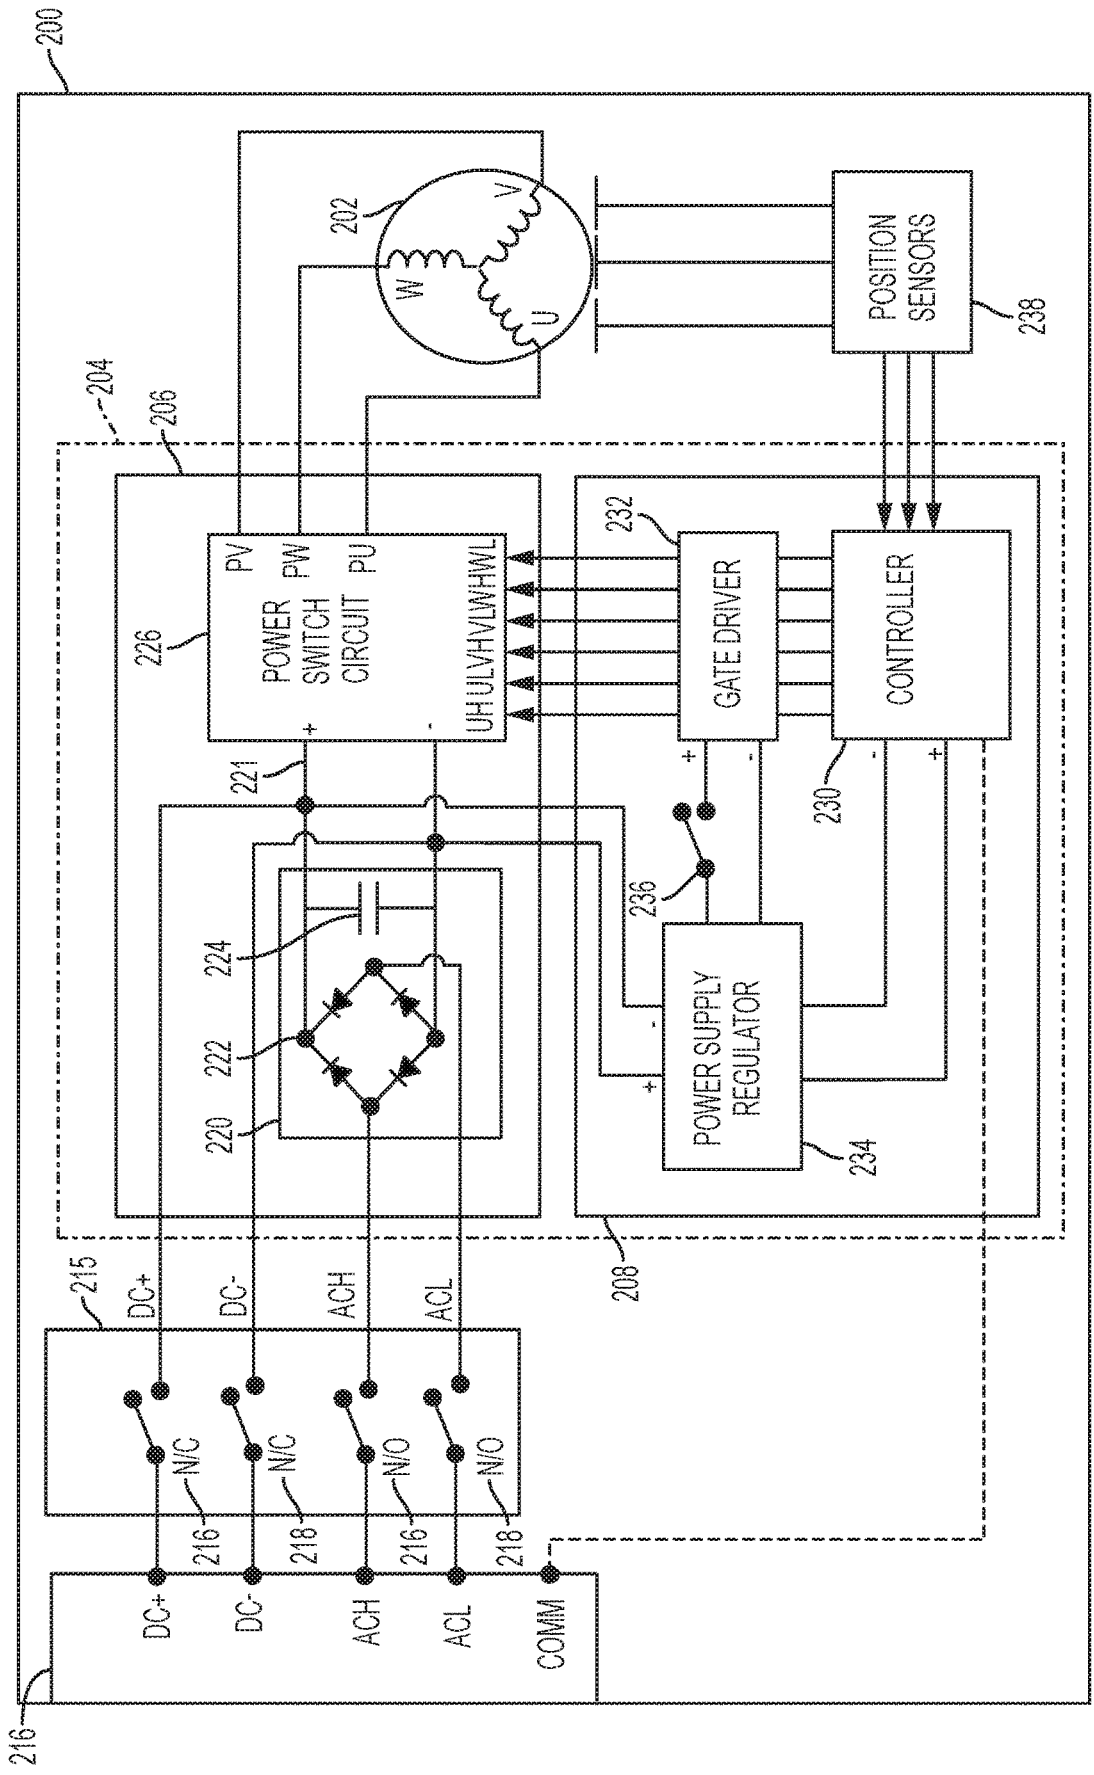 200
202
204
206
PV
PW
PU
POWER
SWITCH
CIRCUIT
226
+
-
UH UL VH VL WH WL
221
224
222
220
232
GATE DRIVER
+
-
236
CONTROLLER
230
-
+
POSITION
SENSORS
238
W
V
U
POWER SUPPLY
REGULATOR
-
+
234
208
215
DC+
DC-
ACH
ACL
N/C
N/C
N/O
N/O
216
218
216
218
DC+
DC-
ACH
ACL
COMM
216